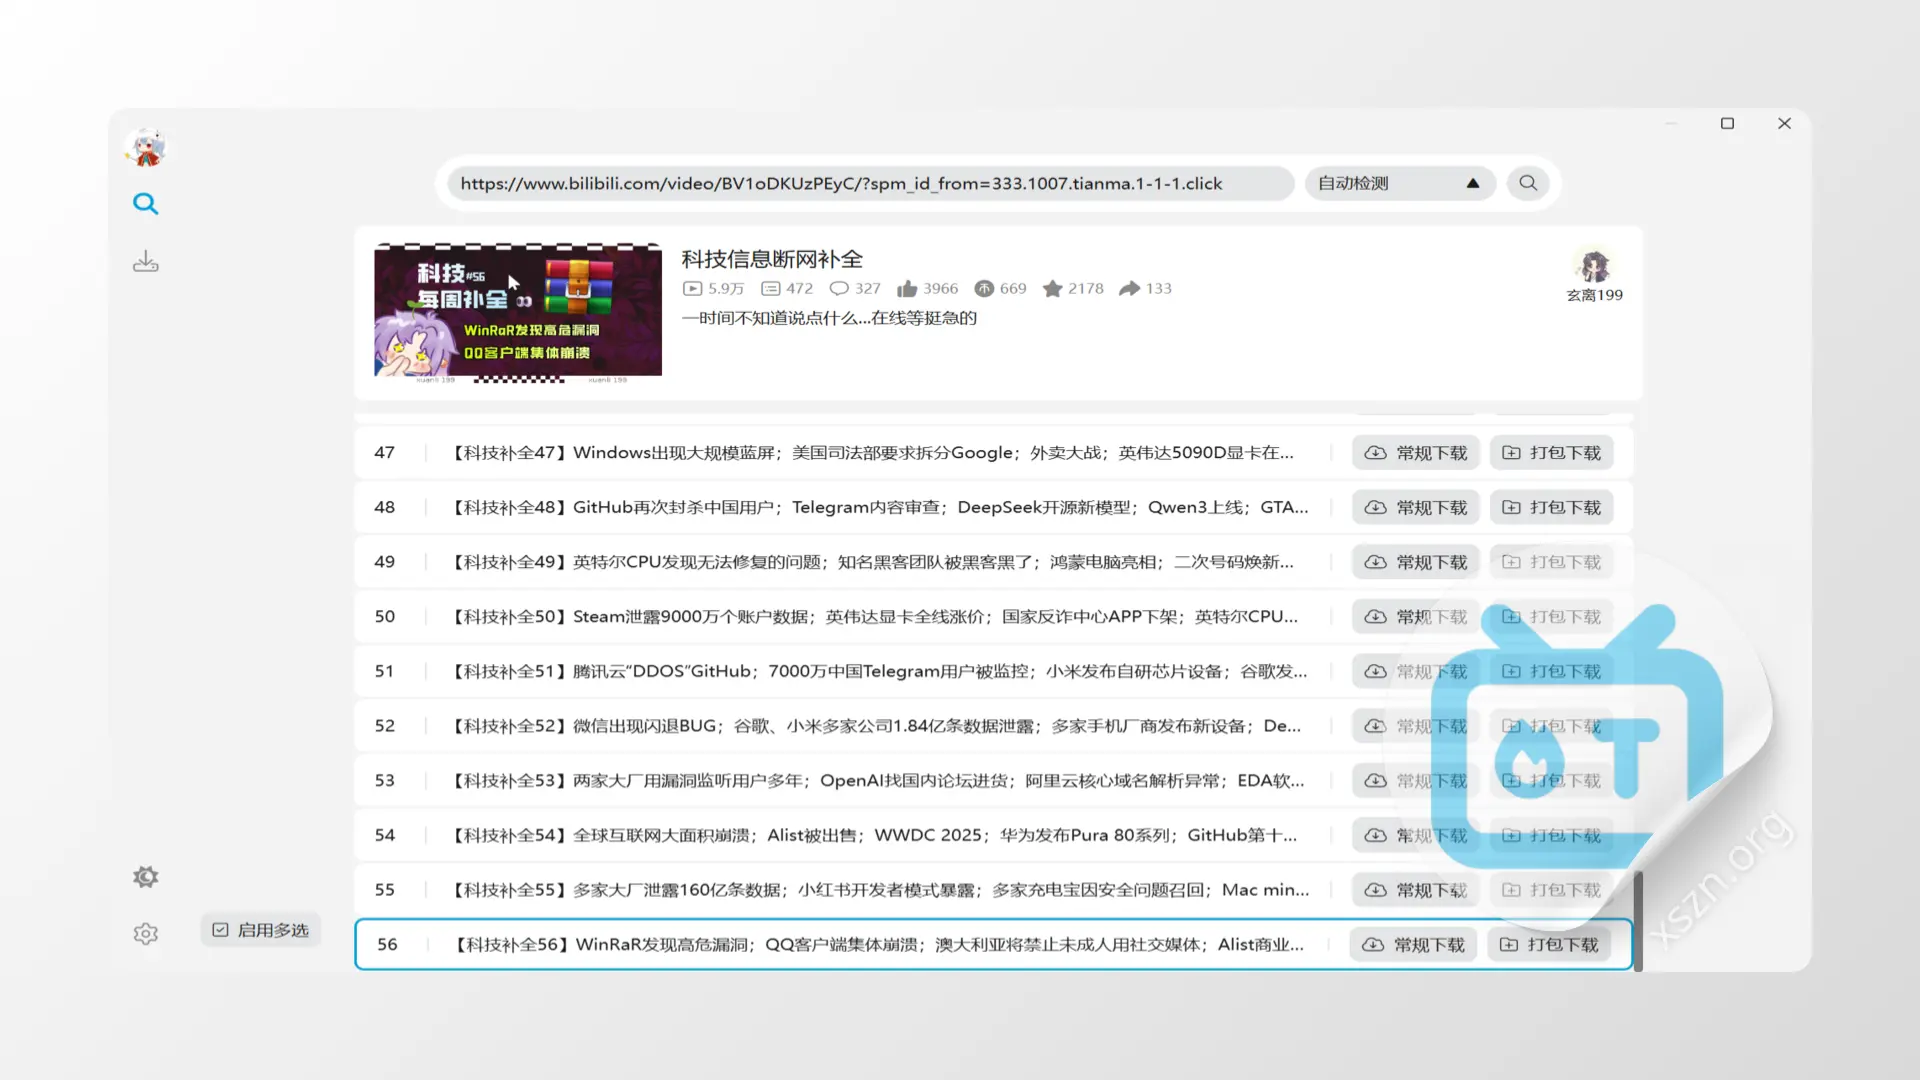 https://www.bilibili.com/video/BV1oDKUzPEyC/?spm_id_from=333.1007.tianma.1-1-1.click
自动检测
科技#56
每周补全
WinRaR发现高危漏洞
QQ客户端集体崩溃
xuanli 199
xuanli 199
科技信息断网补全
5.9万 472 327 3966 669 2178 133
一时间不知道说点什么...在线等挺急的
玄离199
47 【科技补全47】Windows出现大规模蓝屏；美国司法部要求拆分Google；外卖大战；英伟达5090D显卡在... 常规下载 打包下载
48 【科技补全48】GitHub再次封杀中国用户；Telegram内容审查；DeepSeek开源新模型；Qwen3上线；GTA... 常规下载 打包下载
49 【科技补全49】英特尔CPU发现无法修复的问题；知名黑客团队被黑客黑了；鸿蒙电脑亮相；二次号码焕新... 常规下载 打包下载
50 【科技补全50】Steam泄露9000万个账户数据；英伟达显卡全线涨价；国家反诈中心APP下架；英特尔CPU... 常规下载 打包下载
51 【科技补全51】腾讯云“DDOS”GitHub；7000万中国Telegram用户被监控；小米发布自研芯片设备；谷歌发... 常规下载 打包下载
52 【科技补全52】微信出现闪退BUG；谷歌、小米多家公司1.84亿条数据泄露；多家手机厂商发布新设备；De... 常规下载 打包下载
53 【科技补全53】两家大厂用漏洞监听用户多年；OpenAI找国内论坛进货；阿里云核心域名解析异常；EDA软... 常规下载 打包下载
54 【科技补全54】全球互联网大面积崩溃；Alist被出售；WWDC 2025；华为发布Pura 80系列；GitHub第十... 常规下载 打包下载
55 【科技补全55】多家大厂泄露160亿条数据；小红书开发者模式暴露；多家充电宝因安全问题召回；Mac min... 常规下载 打包下载
56 【科技补全56】WinRaR发现高危漏洞；QQ客户端集体崩溃；澳大利亚将禁止未成人用社交媒体；Alist商业... 常规下载 打包下载
启用多选
xszn.org